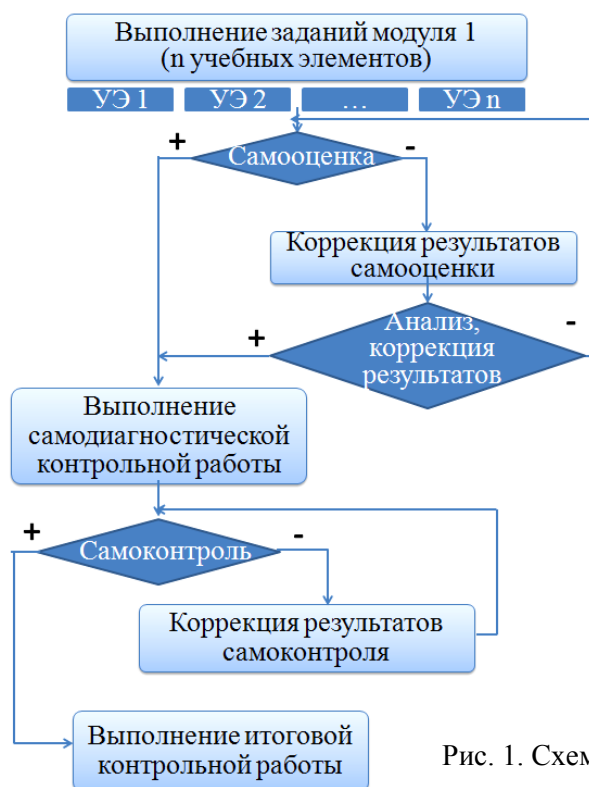 Выполнение заданий модуля 1
(n учебных элементов)
УЭ 1 УЭ 2 ... УЭ n
+ Самооценка -
Коррекция результатов
самооценки
+ Анализ, -
коррекция
результатов
Выполнение
самодиагностической
контрольной работы
+ Самоконтроль -
Коррекция результатов
самоконтроля
Выполнение итоговой
контрольной работы
Рис. 1. Схем